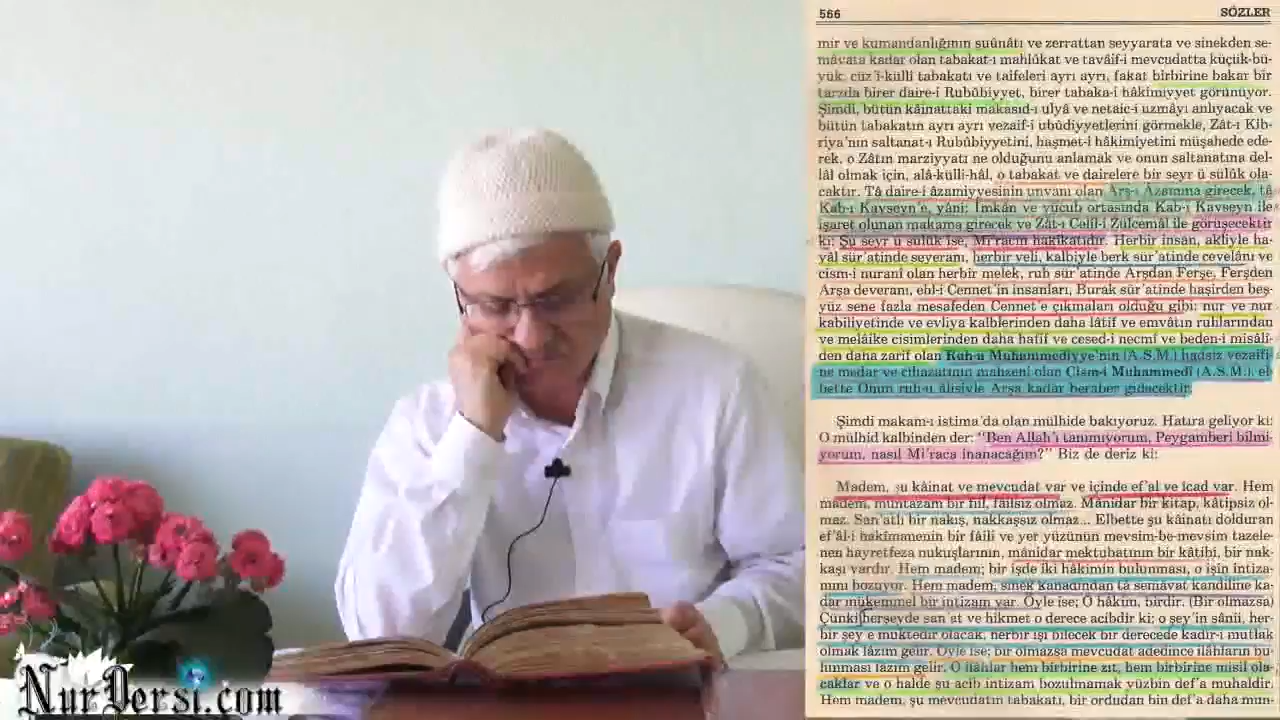 566 SÖZLER
mir ve kumandanlığının şuûnâtı ve zerrattan seyyarata ve sinekden se-
mâvata kadar olan tabakat-ı mahlûkat ve tavâif-i mevcudatta küçük-bü-
yük, cüz'î-küllî tabakatı ve taifeleri ayrı ayrı, fakat birbirine bakar bir
tarzda birer daire-i Rubûbiyyet, birer tabaka-i hâkimiyyet görünüyor.
Şimdi, bütün kâinattaki makasıd-ı ulyâ ve netaic-i uzmâyı anlıyacak ve
bütün tabakatın ayrı ayrı vezaif-i ubûdiyyetlerini görmekle, Zât-ı Kib-
riya'nın saltanat-ı Rubûbiyyetini, haşmet-i hâkimiyetini müşahede ede-
rek, o Zâtın marziyyatı ne olduğunu anlamak ve onun saltanatına del-
lâl olmak için, alâ-külli-hâl, o tabakat ve dairelere bir seyr ü sülûk ola-
caktır. Tâ daire-i âzamiyyesinin unvanı olan Arş-ı Âzamına girecek, tâ
Kab-ı Kavseyn'e, yâni: İmkân ve vücub ortasında Kab-ı Kavseyn ile
işaret olunan makama girecek ve Zât-ı Celîl-i Zülcemâl ile görüşecektir
ki: Şu seyr ü sülûk ise, Mi'racın hakikatıdır. Herbir insan, akliyle ha-
yâl sür'atinde seyeranı, herbir veli, kalbiyle berk sür'atinde cevelânı ve
cism-i nuranî olan herbir melek, ruh sür'atinde Arşdan Ferşe, Ferşden
Arşa deveranı, ehl-i Cennet'in insanları, Burak sür'atinde haşirden beş-
yüz sene fazla mesafeden Cennet'e çıkmaları olduğu gibi; nur ve nur
kabiliyetinde ve evliya kalblerinden daha lâtif ve emvâtın ruhlarından
ve melâike cisimlerinden daha hafif ve cesed-i necmî ve beden-i misalî-
den daha zarif olan Ruh-u Muhammediyye'nin (A.S.M.) hadsiz vezaifi-
ne medar ve cihazatının mahzeni olan Cism-i Muhammedî (A.S.M.), el-
bette Onun ruh-u âlîsiyle Arşa kadar beraber gidecektir.
Şimdi makam-ı istima'da olan mülhide bakıyoruz. Hatıra geliyor ki:
O mülhid kalbinden der: "Ben Allah'ı tanımıyorum, Peygamberi bilmi-
yorum, nasıl Mi'raca inanacağım?" Biz de deriz ki:
Madem, şu kâinat ve mevcudat var ve içinde ef'al ve icad var. Hem
madem, muntazam bir fiil, fâilsiz olmaz. Mânidar bir kitap, kâtipsiz ol-
maz. San'atlı bir nakış, nakkaşsız olmaz... Elbette şu kâinatı dolduran
ef'âl-i hakîmanenin bir fâili ve yer yüzünün mevsim-be-mevsim tazele-
nen hayretfeza nukuşlarının, mânidar mektubatının bir kâtibi, bir nak-
kaşı vardır. Hem madem; bir işde iki hâkimin bulunması, o işin intiza-
mını bozuyor. Hem madem; sinek kanadından tâ semâvat kandiline ka-
dar mükemmel bir intizam var. Öyle ise; O hâkim, birdir. (Bir olmazsa)
Çünki herşeyde san'at ve hikmet o derece acibdir ki; o şey'in sânii, her-
bir şey'e muktedir olacak, herbir işi bilecek bir derecede kadîr-i mutlak
olmak lâzım gelir. Öyle ise; bir olmazsa mevcudat adedince ilâhların bu-
lunması lâzım gelir. O ilâhlar hem birbirine zıt, hem birbirine misil ola-
caklar ve o halde şu acib intizam bozulmamak yüzbin def'a muhaldir.
Hem madem, şu mevcudatın tabakatı, bir ordudan bin def'a daha mun-
NurDersi.com